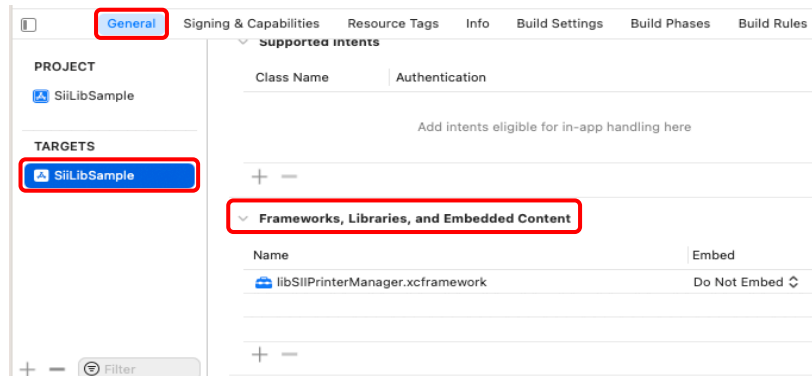 General Signing & Capabilities Resource Tags Info Build Settings Build Phases Build Rules
PROJECT
SiiLibSample
TARGETS
SiiLibSample
Filter
Supported Intents
Class Name Authentication
Add intents eligible for in-app handling here
Frameworks, Libraries, and Embedded Content
Name Embed
libSIIPrinterManager.xcframework Do Not Embed